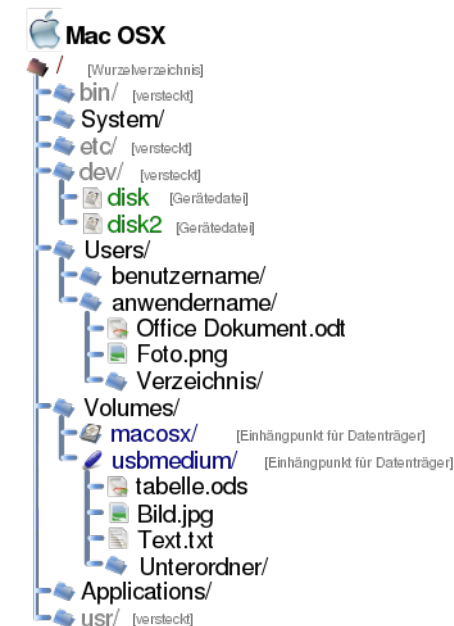 Mac OSX
/ [Wurzelverzeichnis]
bin/ [versteckt]
System/
etc/ [versteckt]
dev/ [versteckt]
disk [Gerätedatei]
disk2 [Gerätedatei]
Users/
benutzername/
anwendername/
Office Dokument.odt
Foto.png
Verzeichnis/
Volumes/
macosx/ [Einhängpunkt für Datenträger]
usbmedium/ [Einhängpunkt für Datenträger]
tabelle.ods
Bild.jpg
Text.txt
Unterordner/
Applications/
usr/ [versteckt]